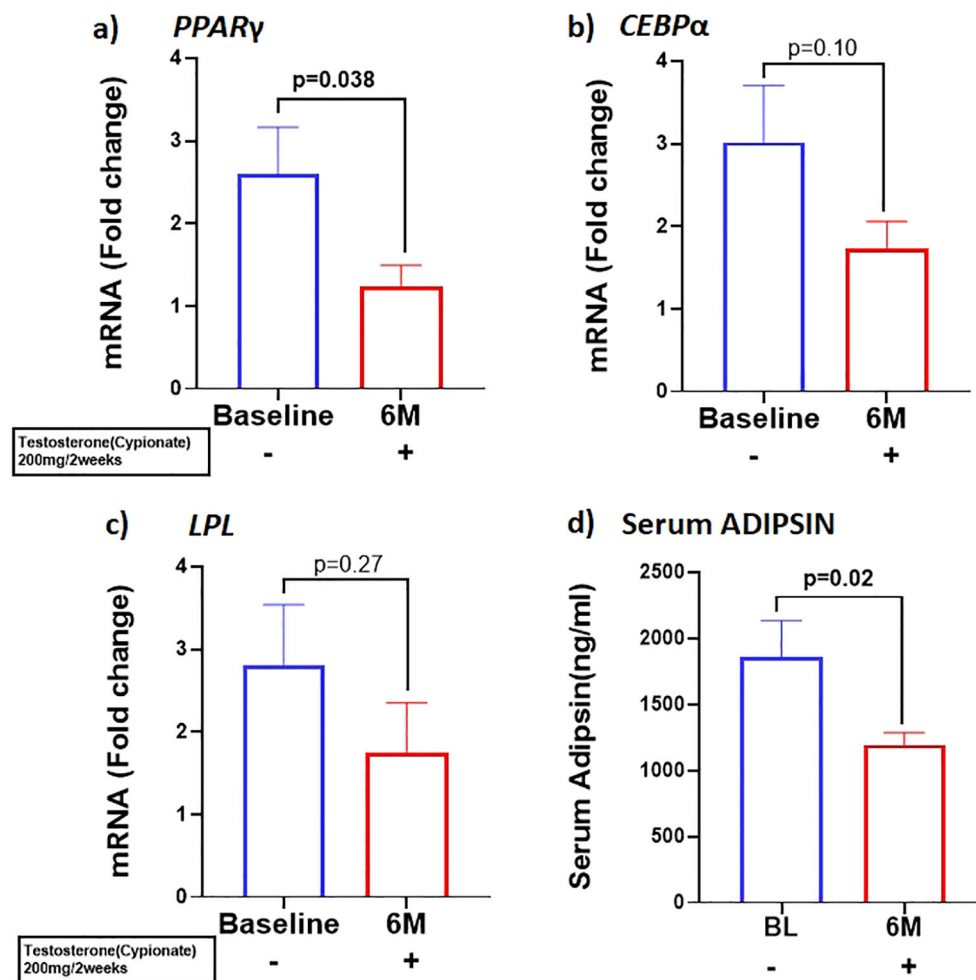 a) PPARγ
p=0.038
mRNA (Fold change)
4
3
2
1
0
Baseline 6M
Testosterone(Cypionate)
200mg/2weeks
- +
b) CEBPα
p=0.10
mRNA (Fold change)
4
3
2
1
0
Baseline 6M
- +
c) LPL
p=0.27
mRNA (Fold change)
4
3
2
1
0
Baseline 6M
Testosterone(Cypionate)
200mg/2weeks
- +
d) Serum ADIPSIN
p=0.02
Serum Adipsin(ng/ml)
2500
2000
1500
1000
500
0
BL 6M
- +